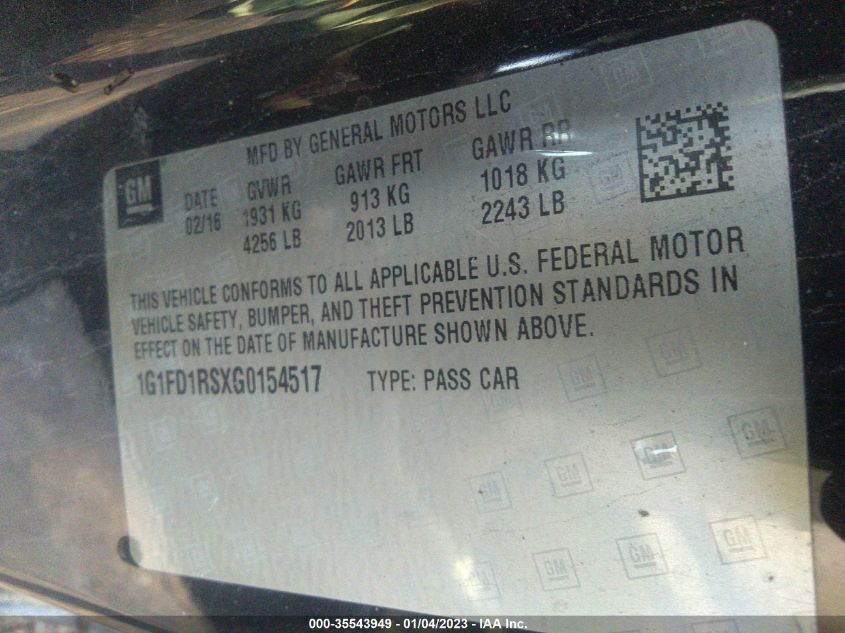 MFD BY GENERAL MOTORS LLC
GM
DATE GVWR GAWR FRT GAWR RR
02/16 1931 KG 913 KG 1018 KG
4256 LB 2013 LB 2243 LB
THIS VEHICLE CONFORMS TO ALL APPLICABLE U.S. FEDERAL MOTOR
VEHICLE SAFETY, BUMPER, AND THEFT PREVENTION STANDARDS IN
EFFECT ON THE DATE OF MANUFACTURE SHOWN ABOVE.
1G1FD1RSXG0154517 TYPE: PASS CAR
000-35543949 - 01/04/2023 - IAA Inc.